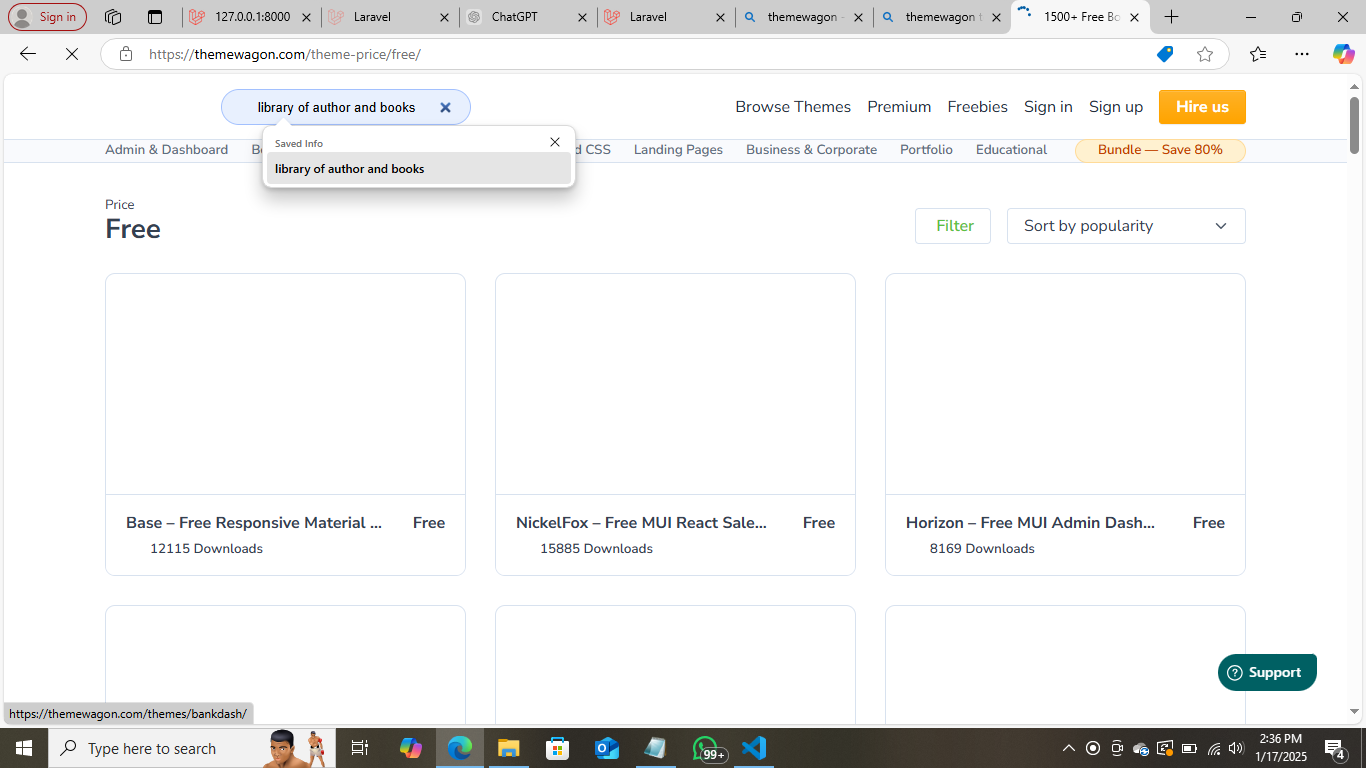 Sign in
127.0.0.1:8000
Laravel
ChatGPT
Laravel
themewagon -
themewagon t
1500+ Free Bo
https://themewagon.com/theme-price/free/
library of author and books
Browse Themes
Premium
Freebies
Sign in
Sign up
Hire us
Saved Info
library of author and books
Admin & Dashboard
Bo
d CSS
Landing Pages
Business & Corporate
Portfolio
Educational
Bundle — Save 80%
Price
Free
Filter
Sort by popularity
Base – Free Responsive Material ...
Free
12115 Downloads
NickelFox – Free MUI React Sale...
Free
15885 Downloads
Horizon – Free MUI Admin Dash...
Free
8169 Downloads
Support
https://themewagon.com/themes/bankdash/
Type here to search
99+
2:36 PM
1/17/2025
4